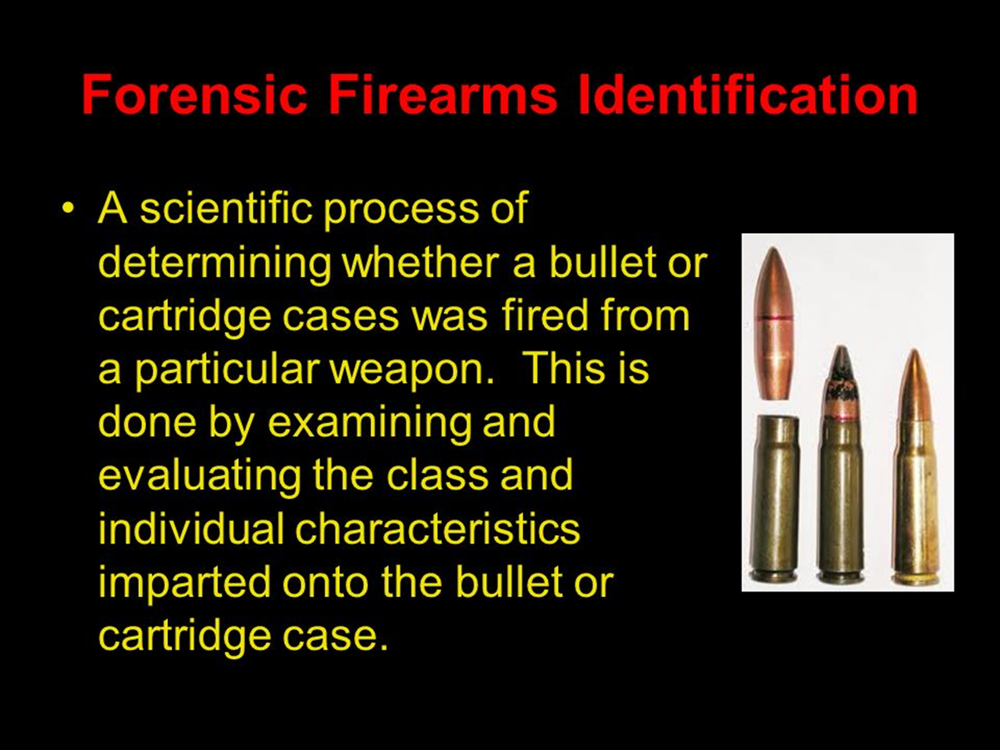 Forensic Firearms Identification
• A scientific process of
determining whether a bullet or
cartridge cases was fired from
a particular weapon.  This is
done by examining and
evaluating the class and
individual characteristics
imparted onto the bullet or
cartridge case.